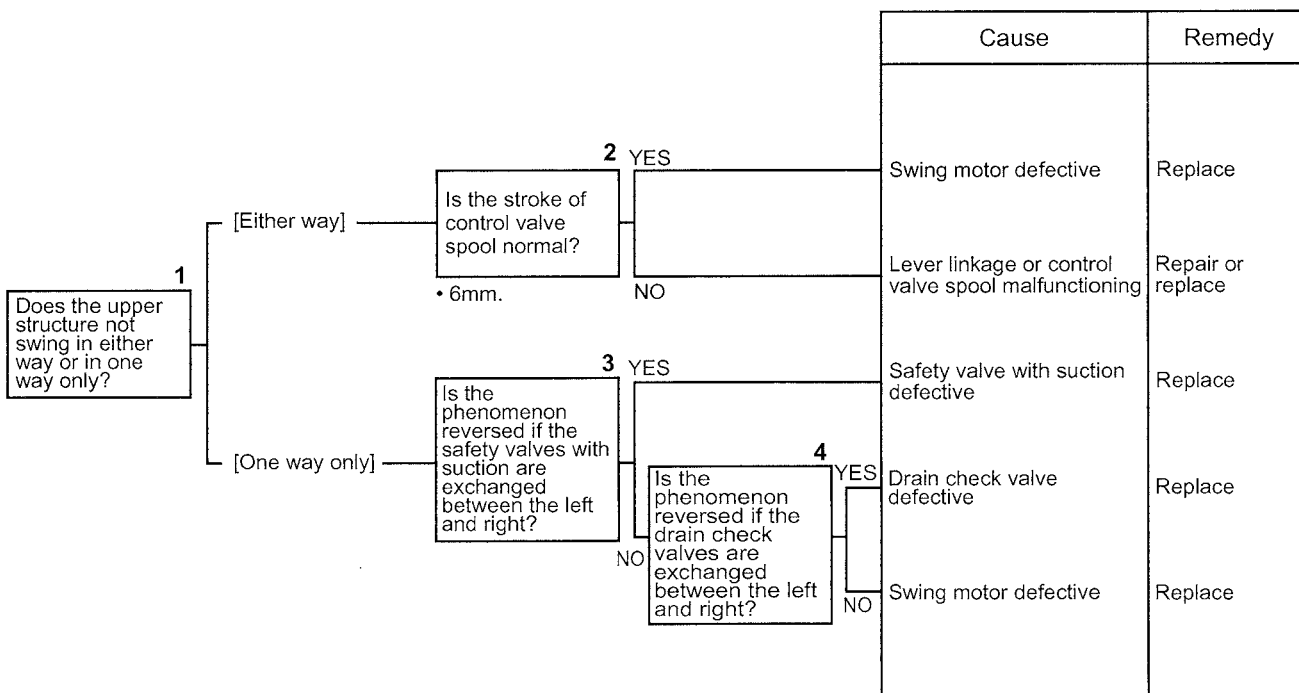 Cause
Remedy
1
Does the upper
structure not
swing in either
way or in one
way only?
[Either way]
2
Is the stroke of
control valve
spool normal?
• 6mm.
YES
Swing motor defective
Replace
NO
Lever linkage or control
valve spool malfunctioning
Repair or
replace
[One way only]
3
Is the
phenomenon
reversed if the
safety valves with
suction are
exchanged
between the left
and right?
YES
Safety valve with suction
defective
Replace
NO
4
Is the
phenomenon
reversed if the
drain check
valves are
exchanged
between the left
and right?
YES
Drain check valve
defective
Replace
NO
Swing motor defective
Replace